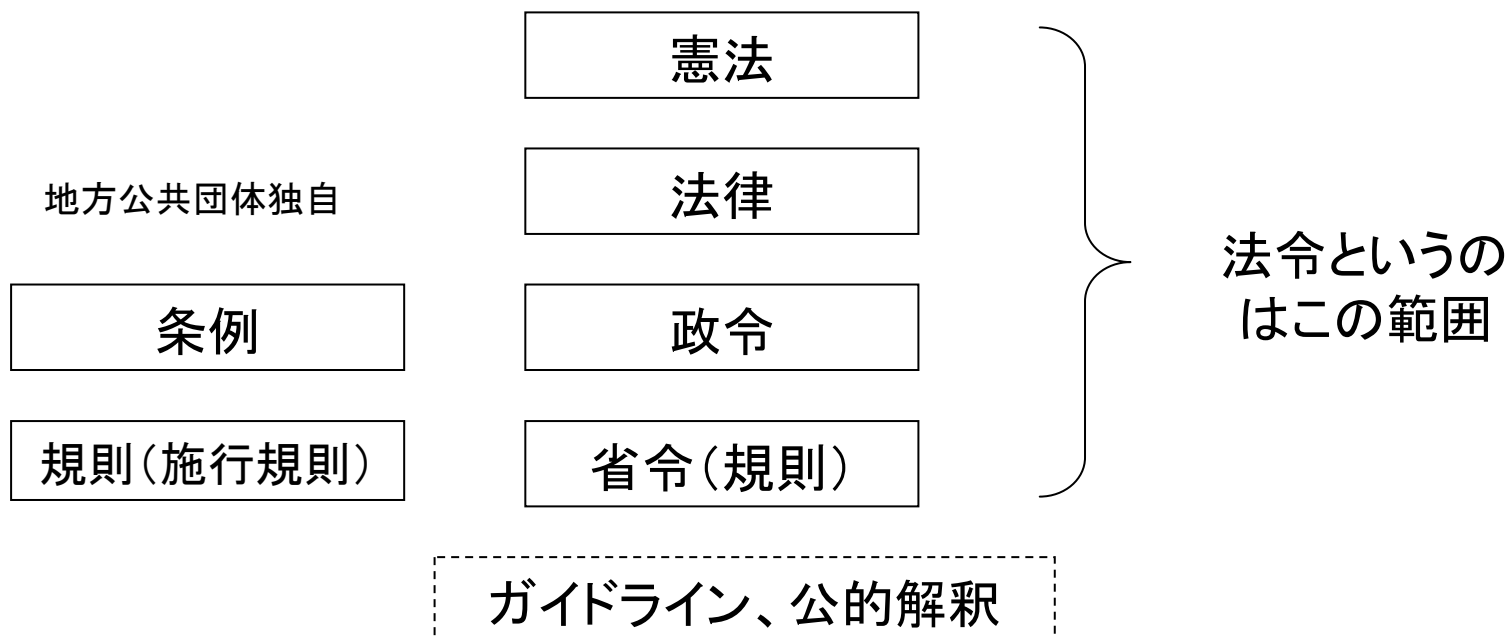 憲法
法律
地方公共団体独自
法令というの
はこの範囲
条例
政令
規則（施行規則）
省令（規則）
ガイドライン、公的解釈